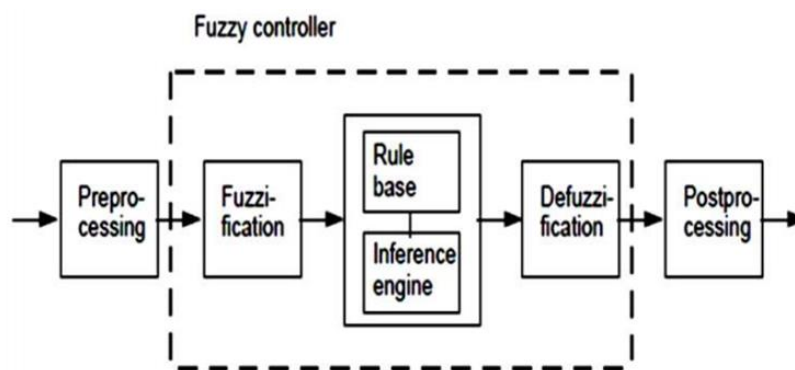 Fuzzy controller
Prepro-
cessing
Fuzzi-
fication
Rule
base
Inference
engine
Defuzzi-
fication
Postpro-
cessing